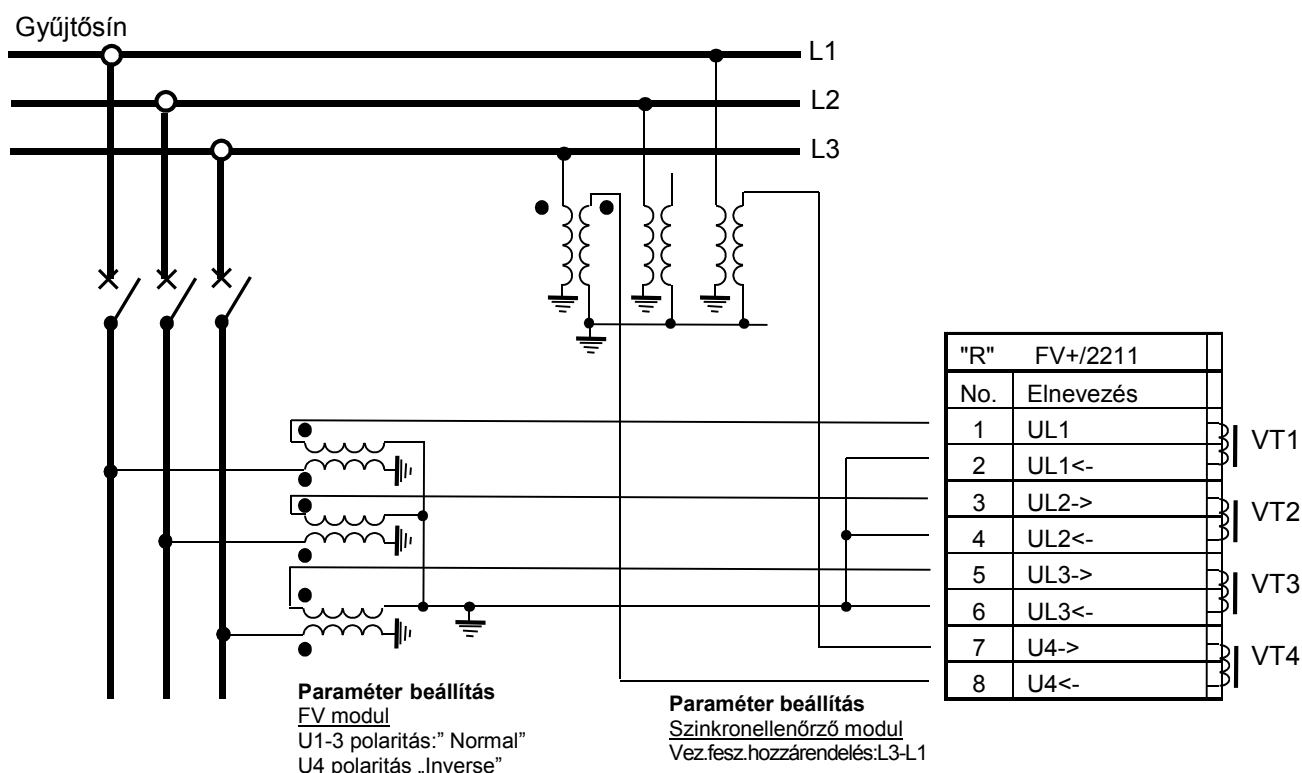 Gyűjtősín
L1
L2
L3
"R" FV+/2211
No. Elnevezés
1 UL1
2 UL1<-
3 UL2->
4 UL2<-
5 UL3->
6 UL3<-
7 U4->
8 U4<-
VT1
VT2
VT3
VT4
Paraméter beállítás
FV modul
U1-3 polaritás:” Normal”
U4 polaritás „Inverse”
Paraméter beállítás
Szinkronellenőrző modul
Vez.fesz.hozzárendelés:L3-L1